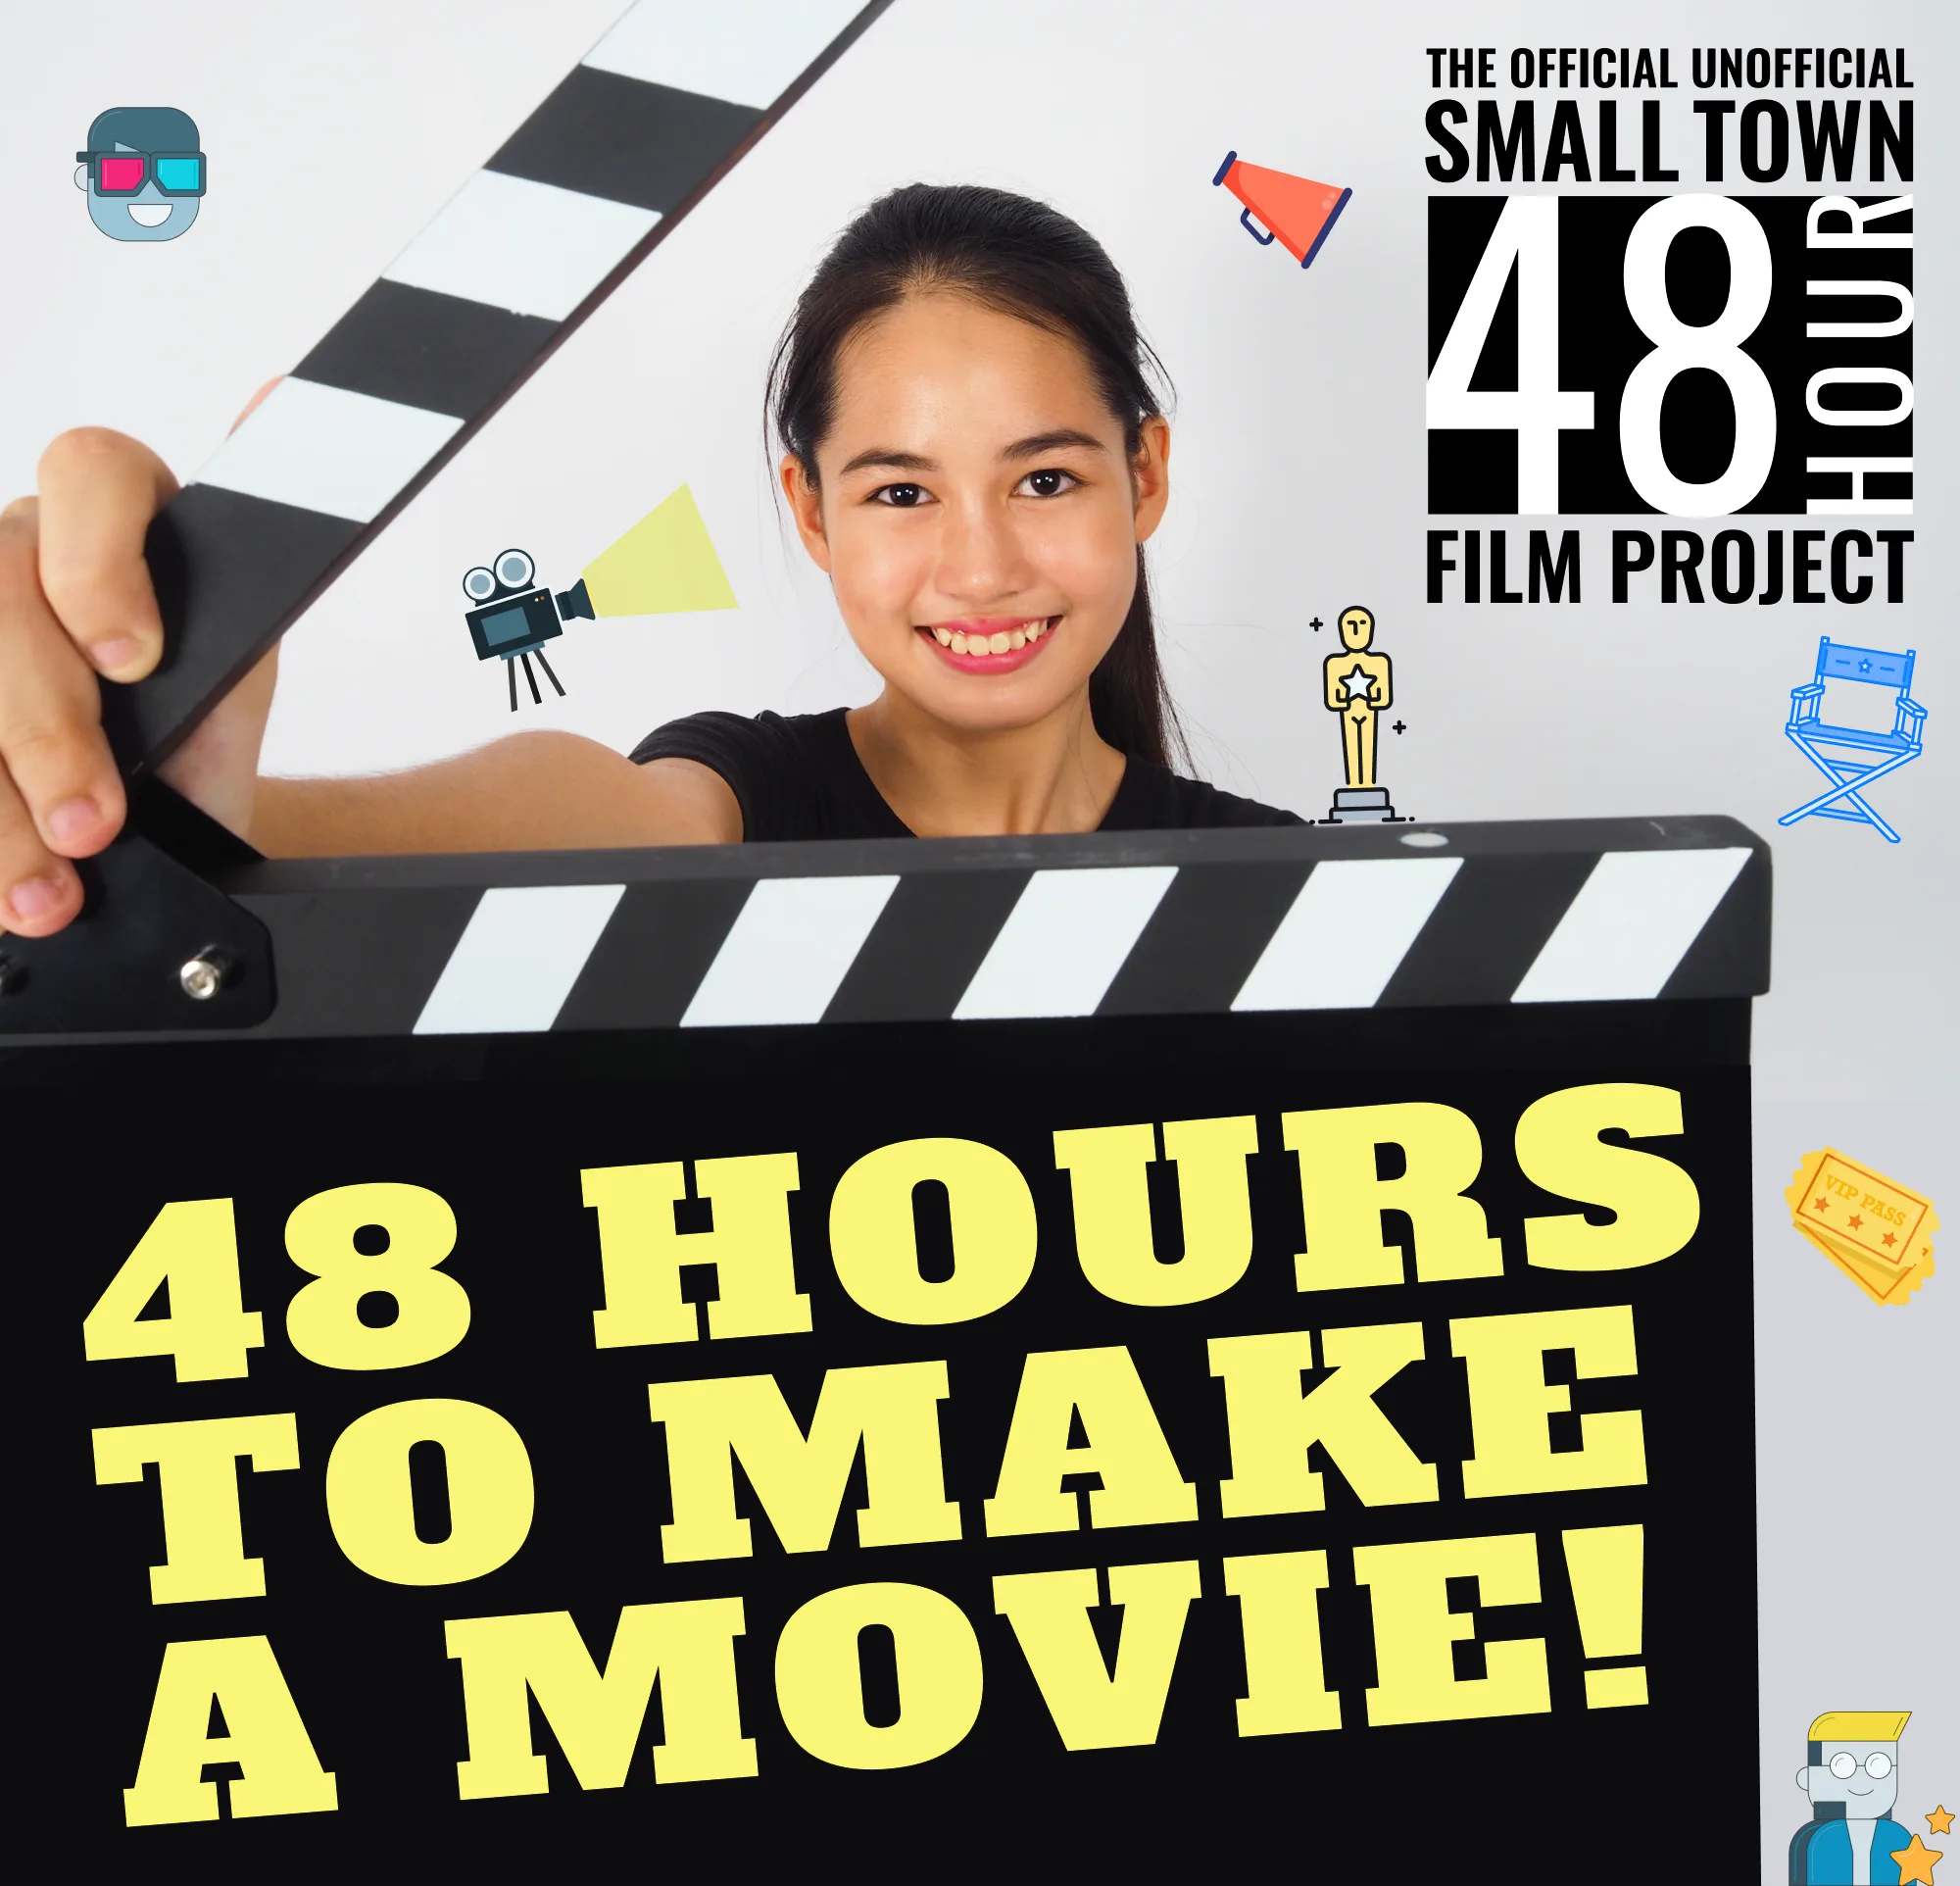 THE OFFICIAL UNOFFICIAL
SMALL TOWN
48 HOUR
FILM PROJECT
VIP PASS
48 HOURS
TO MAKE
A MOVIE!